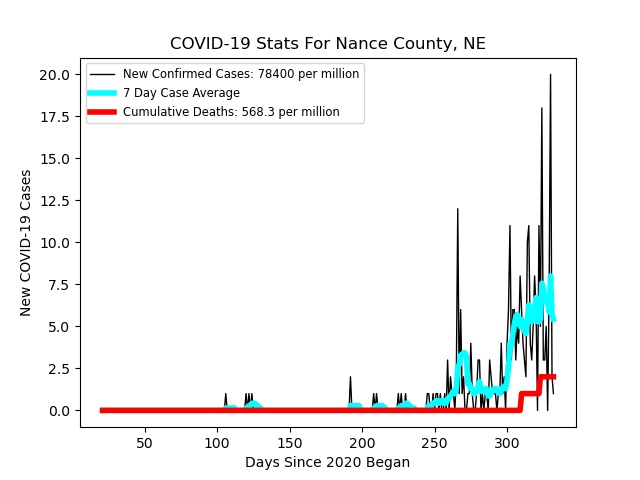 COVID-19 Stats For Nance County, NE
New Confirmed Cases: 78400 per million
7 Day Case Average
Cumulative Deaths: 568.3 per million
New COVID-19 Cases
20.0
17.5
15.0
12.5
10.0
7.5
5.0
2.5
0.0
50 100 150 200 250 300
Days Since 2020 Began